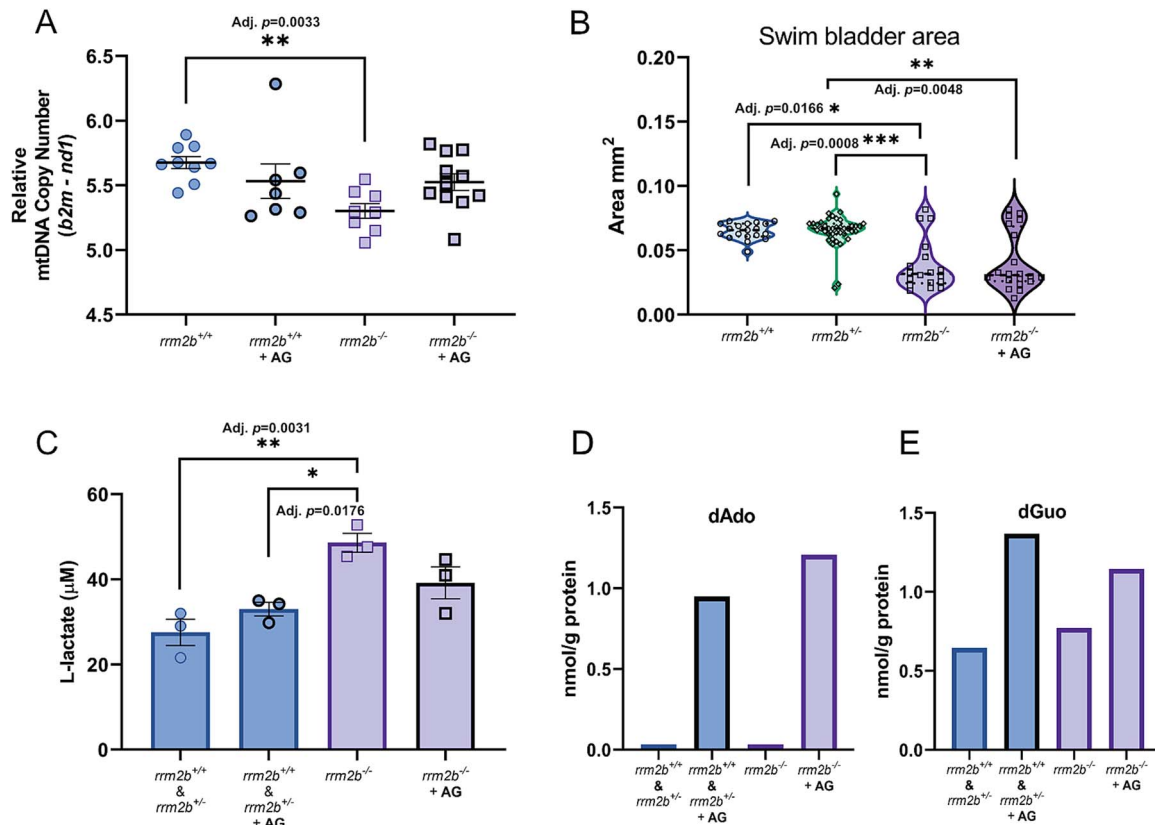 A
Adj. p=0.0033
**
Relative
mtDNA Copy Number
(b2m - nd1)
6.5
6.0
5.5
5.0
4.5
rrm2b+/+
rrm2b+/+
+ AG
rrm2b-/-
rrm2b-/-
+ AG
B
Swim bladder area
**
Adj. p=0.0048
Adj. p=0.0166 *
Adj. p=0.0008 ***
Area mm2
0.20
0.15
0.10
0.05
0.00
rrm2b+/+
rrm2b+/-
rrm2b-/-
rrm2b-/-
+ AG
C
Adj. p=0.0031
**
*
Adj. p=0.0176
L-lactate (μM)
60
40
20
0
rrm2b+/+
&
rrm2b+/-
rrm2b+/+
&
rrm2b+/-
+ AG
rrm2b-/-
rrm2b-/-
+ AG
D
dAdo
nmol/g protein
1.5
1.0
0.5
0.0
rrm2b+/+
&
rrm2b+/-
rrm2b+/+
&
rrm2b+/- + AG
rrm2b-/-
rrm2b-/-
+ AG
E
dGuo
nmol/g protein
1.5
1.0
0.5
0.0
rrm2b+/+
&
rrm2b+/-
rrm2b+/+
&
rrm2b+/- + AG
rrm2b-/-
rrm2b-/-
+ AG